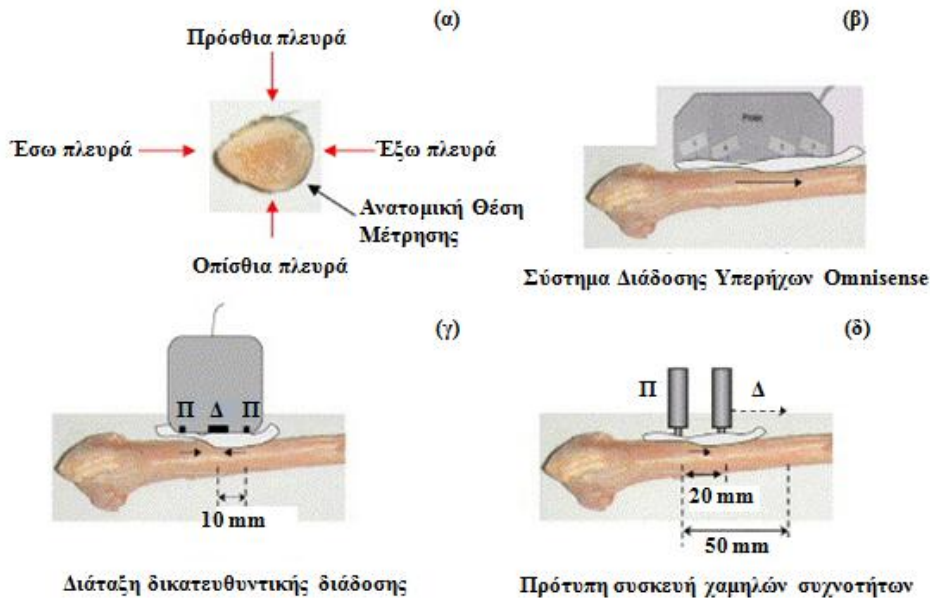 (α)
Πρόσθια πλευρά
Έσω πλευρά
Έξω πλευρά
Ανατομική Θέση
Μέτρησης
Οπίσθια πλευρά
(β)
Σύστημα Διάδοσης Υπερήχων Omnisense
(γ)
Π Δ Π
10 mm
Διάταξη δικατευθυντικής διάδοσης
(δ)
Π Δ
20 mm
50 mm
Πρότυπη συσκευή χαμηλών συχνοτήτων